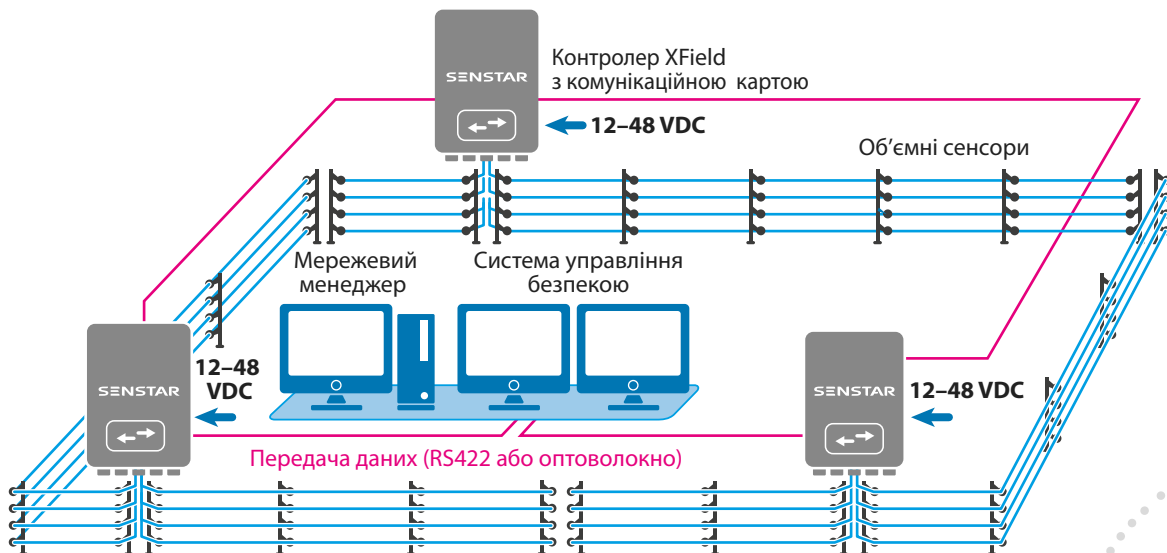 SENSTAR
Контролер XField
з комунікаційною картою
12–48 VDC
Об’ємні сенсори
Мережевий
менеджер
Система управління
безпекою
SENSTAR
12–48
VDC
SENSTAR
12–48 VDC
Передача даних (RS422 або оптоволокно)